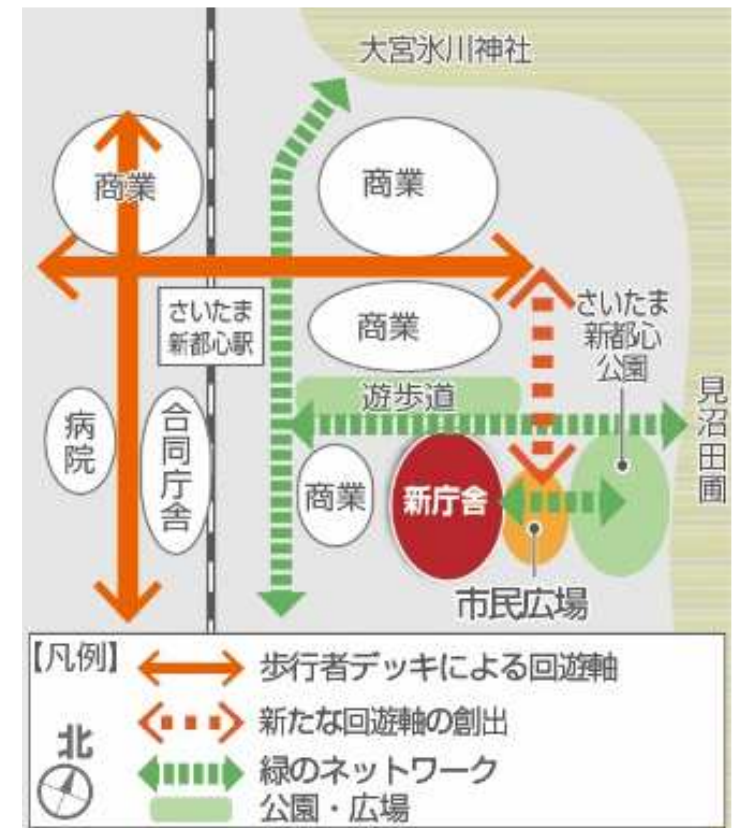 大宮氷川神社
商業
商業
さいたま
新都心駅
商業
さいたま
新都心
公園
遊歩道
見沼田圃
病院
合同庁舎
商業
新庁舎
市民広場
【凡例】
歩行者デッキによる回遊軸
新たな回遊軸の創出
北
緑のネットワーク
公園・広場